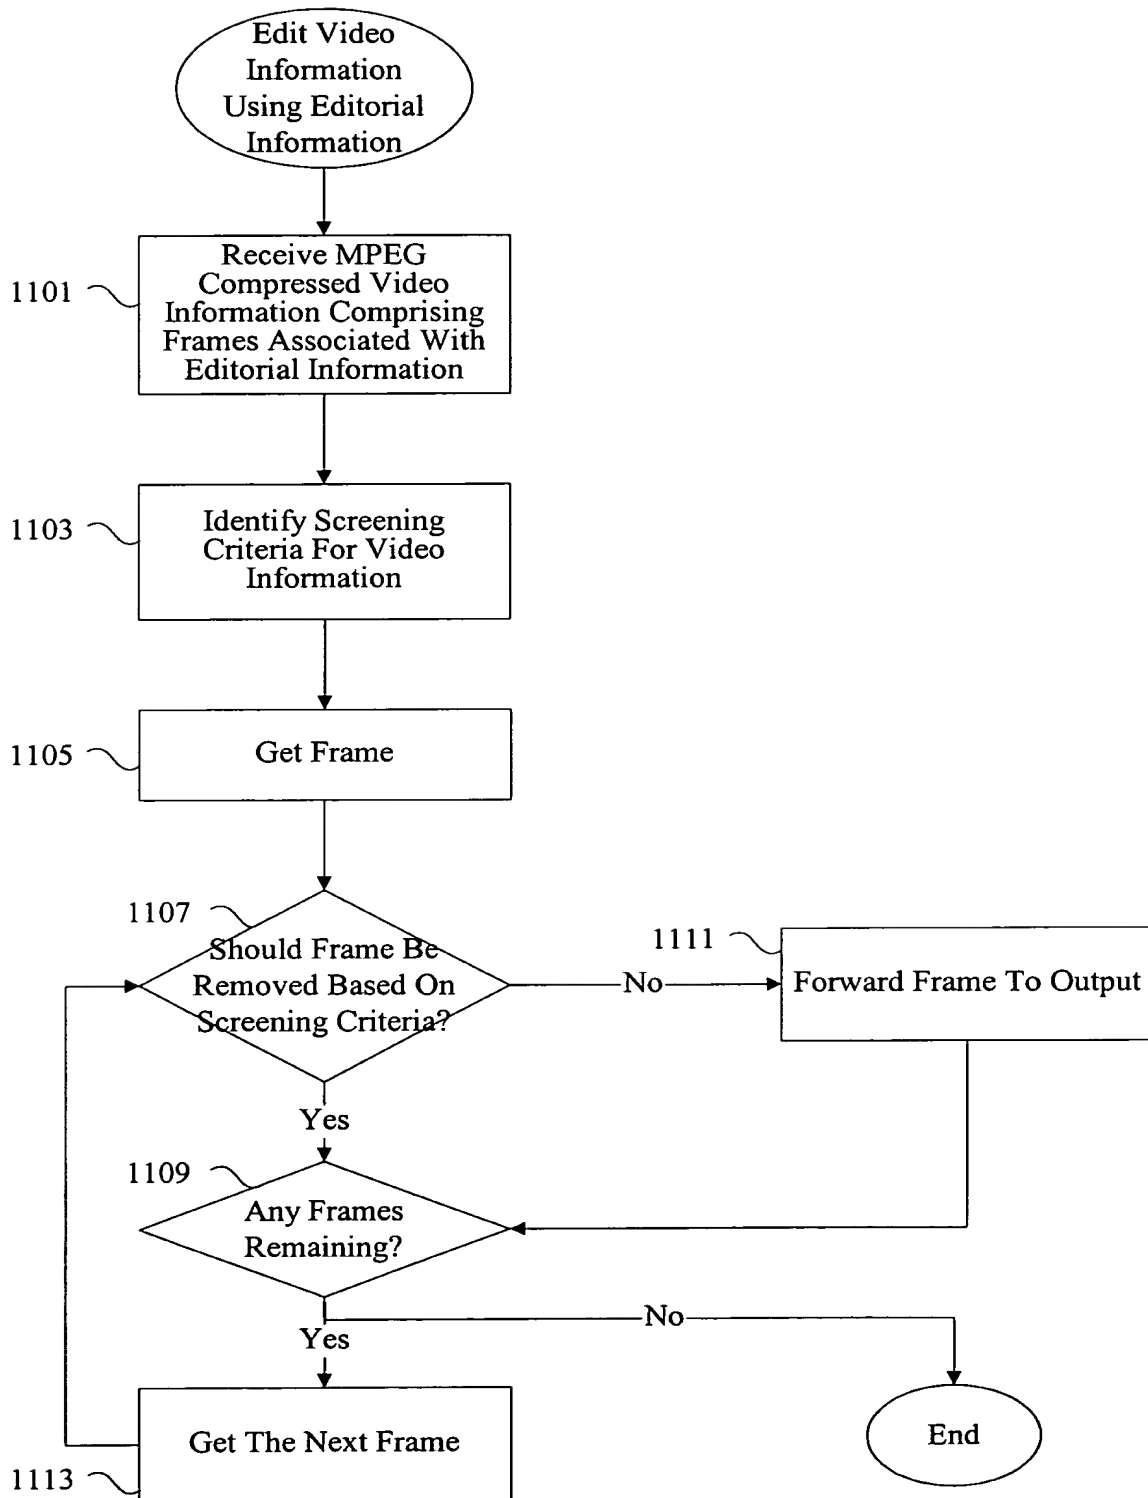 Edit Video
Information
Using Editorial
Information
1101
Receive MPEG
Compressed Video
Information Comprising
Frames Associated With
Editorial Information
1103
Identify Screening
Criteria For Video
Information
1105
Get Frame
1107
Should Frame Be
Removed Based On
Screening Criteria?
No
1111
Forward Frame To Output
Yes
1109
Any Frames
Remaining?
No
Yes
Get The Next Frame
End
1113